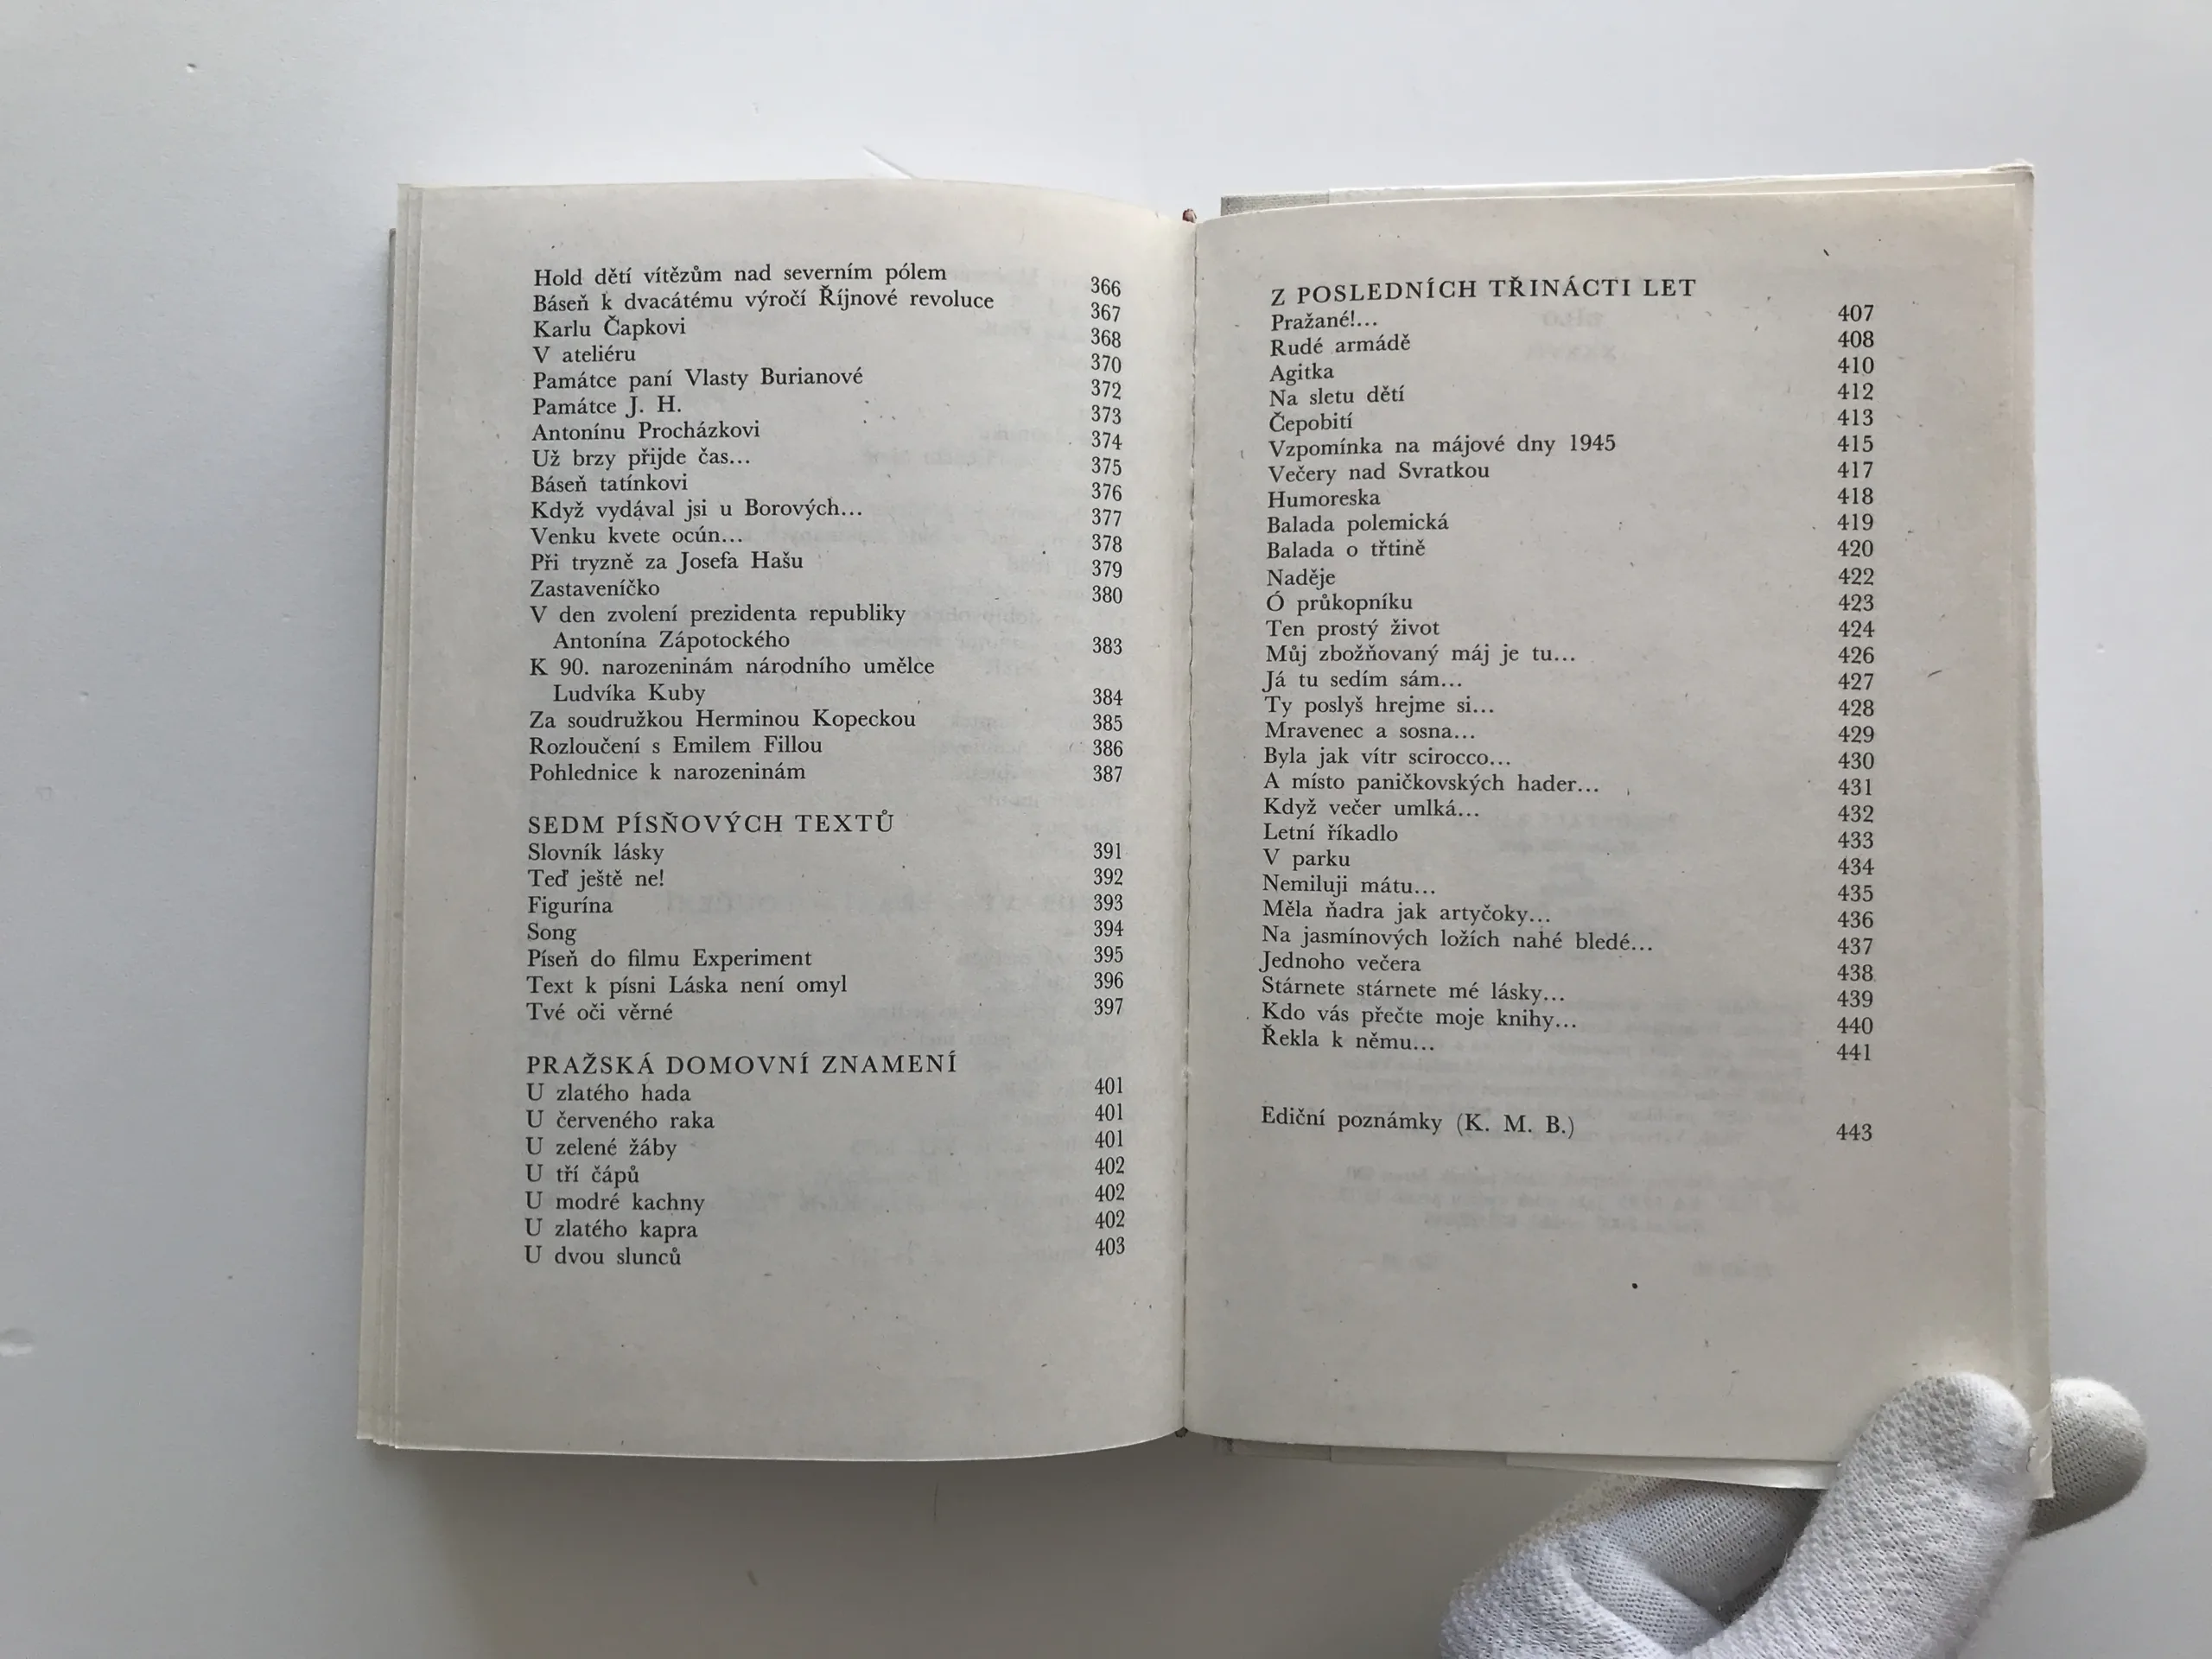 Hold dětí vítězům nad severním pólem 366
Báseň k dvacátému výročí Říjnové revoluce 367
Karlu Čapkovi 368
V ateliéru 370
Památce paní Vlasty Burianové 372
Památce J. H. 373
Antonínu Procházkovi 374
Už brzy přijde čas... 375
Báseň tatínkovi 376
Když vydával jsi u Borových... 377
Venku kvete ocún... 378
Při tryzně za Josefa Hašu 379
Zastaveníčko 380
V den zvolení prezidenta republiky
Antonína Zápotockého 383
K 90. narozeninám národního umělce
Ludvíka Kuby 384
Za soudružkou Herminou Kopeckou 385
Rozloučení s Emilem Fillou 386
Pohlednice k narozeninám 387
SEDM PÍSŇOVÝCH TEXTŮ
Slovník lásky 391
Teď ještě ne! 392
Figurína 393
Song 394
Píseň do filmu Experiment 395
Text k písni Láska není omyl 396
Tvé oči věrné 397
PRAŽSKÁ DOMOVNÍ ZNAMENÍ
U zlatého hada 401
U červeného raka 401
U zelené žáby 401
U tří čápů 402
U modré kachny 402
U zlatého kapra 402
U dvou slunců 403
Z POSLEDNÍCH TŘINÁCTI LET
Pražané!... 407
Rudé armádě 408
Agitka 410
Na sletu dětí 412
Čepobití 413
Vzpomínka na májové dny 1945 415
Večery nad Svratkou 417
Humoreska 418
Balada polemická 419
Balada o třtině 420
Naděje 422
Ó průkopníku 423
Ten prostý život 424
Můj zbožňovaný máj je tu... 426
Já tu sedím sám... 427
Ty poslyš hrejme si... 428
Mravenec a sosna... 429
Byla jak vítr scirocco... 430
A místo paničkovských hader... 431
Když večer umlká... 432
Letní říkadlo 433
V parku 434
Nemiluji mátu... 435
Měla ňadra jak artyčoky... 436
Na jasmínových ložích nahé bledé... 437
Jednoho večera 438
Stárnete stárnete mé lásky... 439
Kdo vás přečte moje knihy... 440
Řekla k němu... 441
Ediční poznámky (K. M. B.) 443